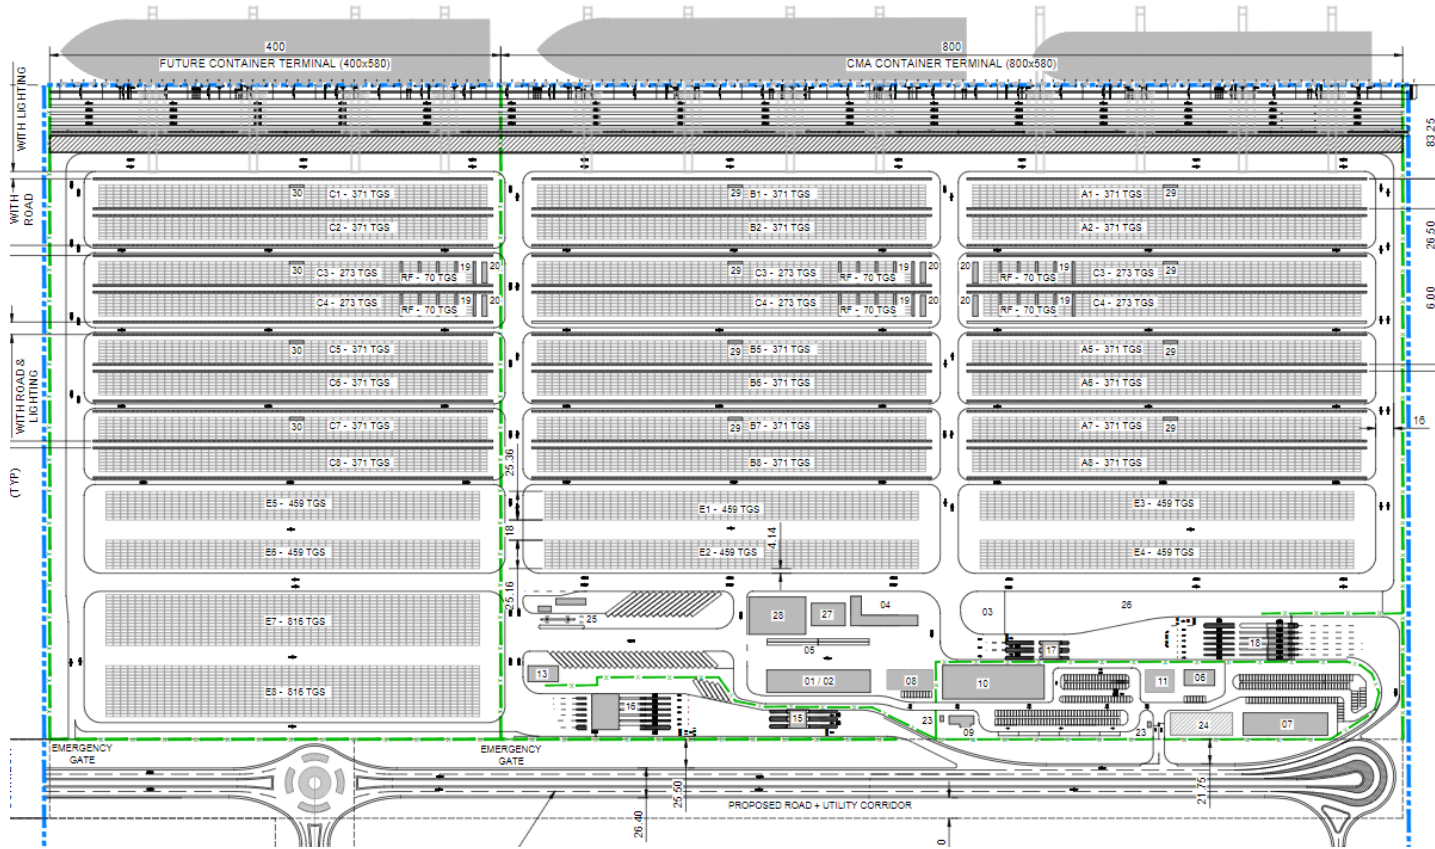 400
800
FUTURE CONTAINER TERMINAL (400x580)
CMA CONTAINER TERMINAL (800x580)
WITH LIGHTING
83.25
WITH
ROAD
26.50
6.00
WITH ROAD &
LIGHTING
(TYP)
16
30
C1 - 371 TGS
29
B1 - 371 TGS
A1 - 371 TGS
29
C2 - 371 TGS
B2 - 371 TGS
A2 - 371 TGS
30
C3 - 273 TGS
RF - 70 TGS
19
20
29
C3 - 273 TGS
RF - 70 TGS
19
20
20
RF - 70 TGS
19
C3 - 273 TGS
29
C4 - 273 TGS
RF - 70 TGS
19
20
C4 - 273 TGS
RF - 70 TGS
19
20
20
RF - 70 TGS
19
C4 - 273 TGS
30
C5 - 371 TGS
29
B5 - 371 TGS
A5 - 371 TGS
29
C6 - 371 TGS
B6 - 371 TGS
A6 - 371 TGS
30
C7 - 371 TGS
29
B7 - 371 TGS
A7 - 371 TGS
29
C8 - 371 TGS
B8 - 371 TGS
A8 - 371 TGS
25.36
E5 - 459 TGS
E1 - 459 TGS
E3 - 459 TGS
18
4.14
E6 - 459 TGS
E2 - 459 TGS
E4 - 459 TGS
25.16
E7 - 816 TGS
25
28
27
04
03
26
05
17
18
E8 - 816 TGS
13
01 / 02
08
10
11
06
16
15
23
09
23
24
07
EMERGENCY
GATE
EMERGENCY
GATE
25.50
21.75
26.40
PROPOSED ROAD + UTILITY CORRIDOR
0